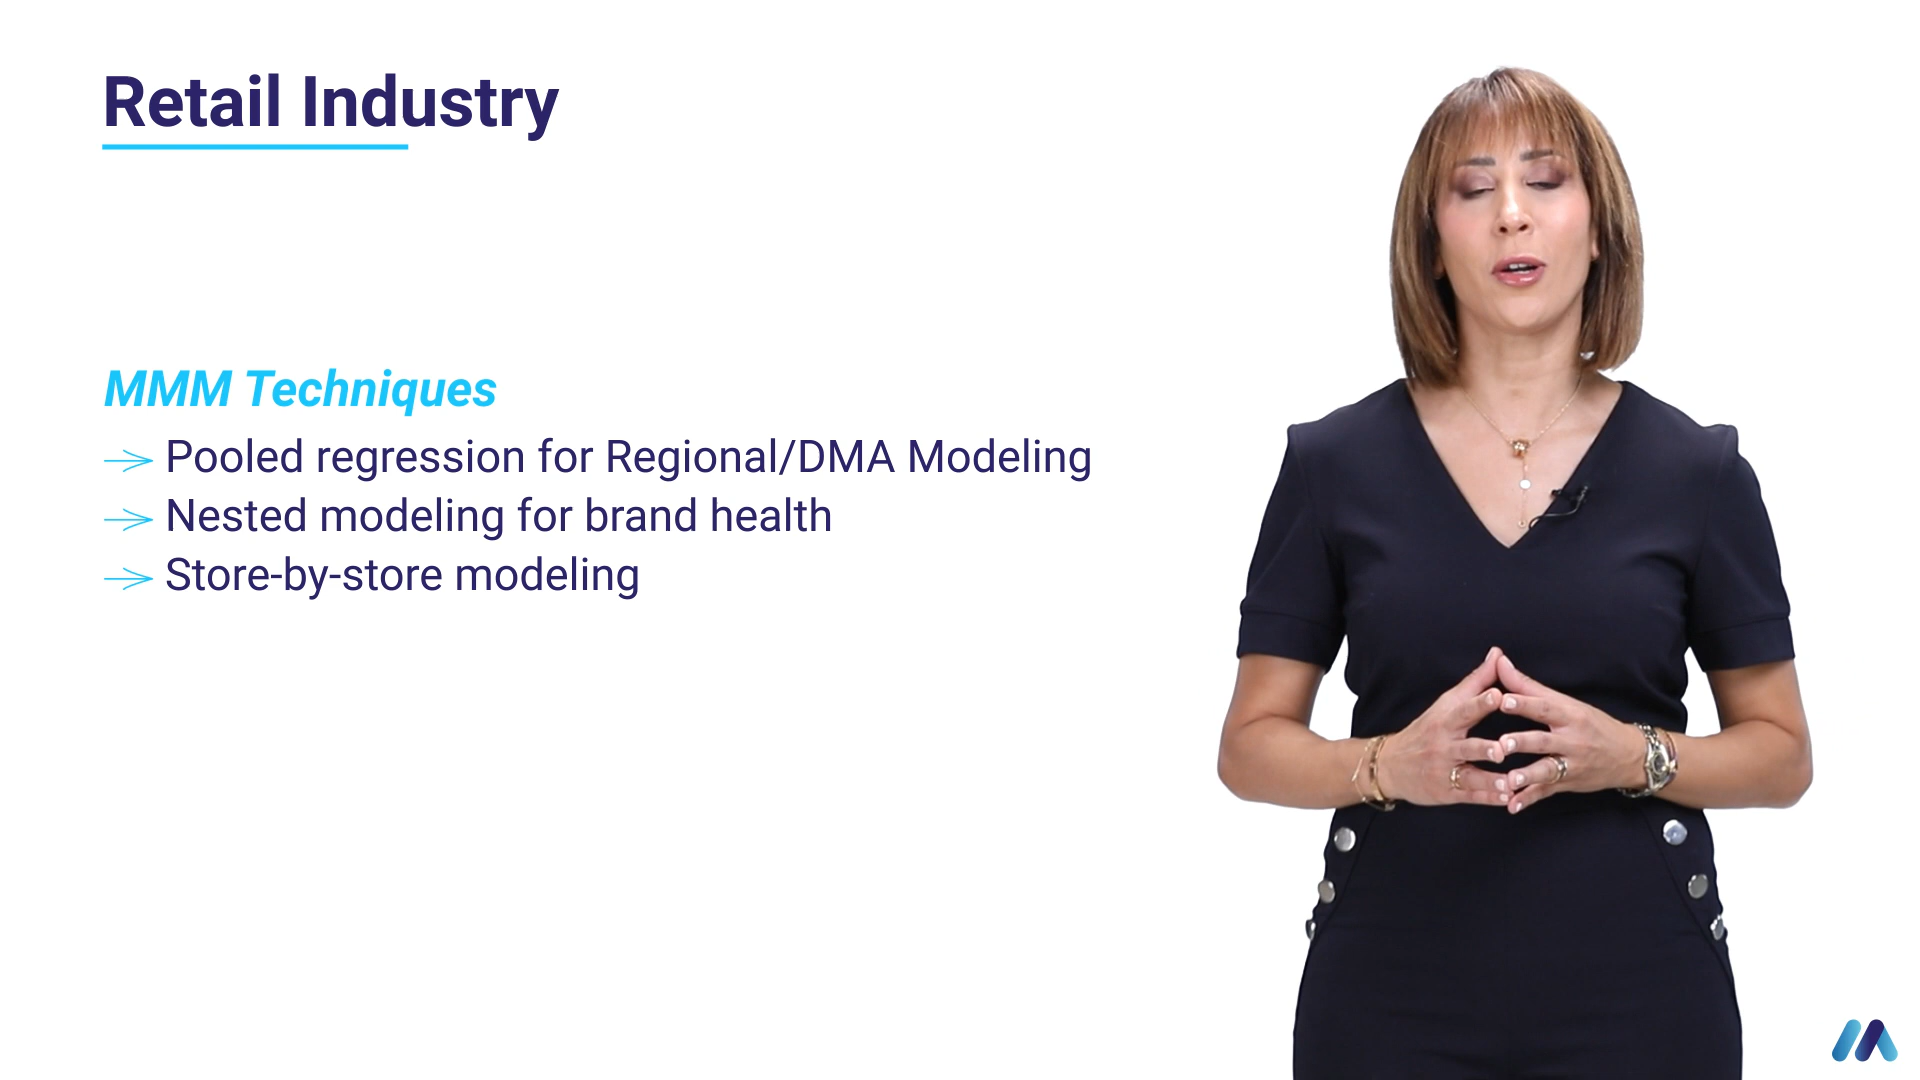 Retail Industry
MMM Techniques
Pooled regression for Regional/DMA Modeling
Nested modeling for brand health
Store-by-store modeling